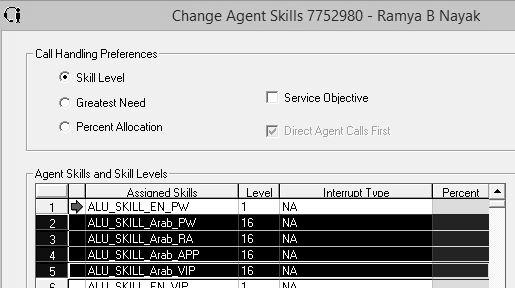 Change Agent Skills 7752980 - Ramya B Nayak
Call Handling Preferences
Skill Level
Greatest Need
Service Objective
Percent Allocation
Direct Agent Calls First
Agent Skills and Skill Levels
Assigned Skills Level Interrupt Type Percent
1 ALU_SKILL_EN_PW 1 NA
2 ALU_SKILL_Arab_PW 16 NA
3 ALU_SKILL_Arab_RA 16 NA
4 ALU_SKILL_Arab_APP 16 NA
5 ALU_SKILL_Arab_VIP 16 NA
6 ALU_SKILL_EN_VIP 1 NA